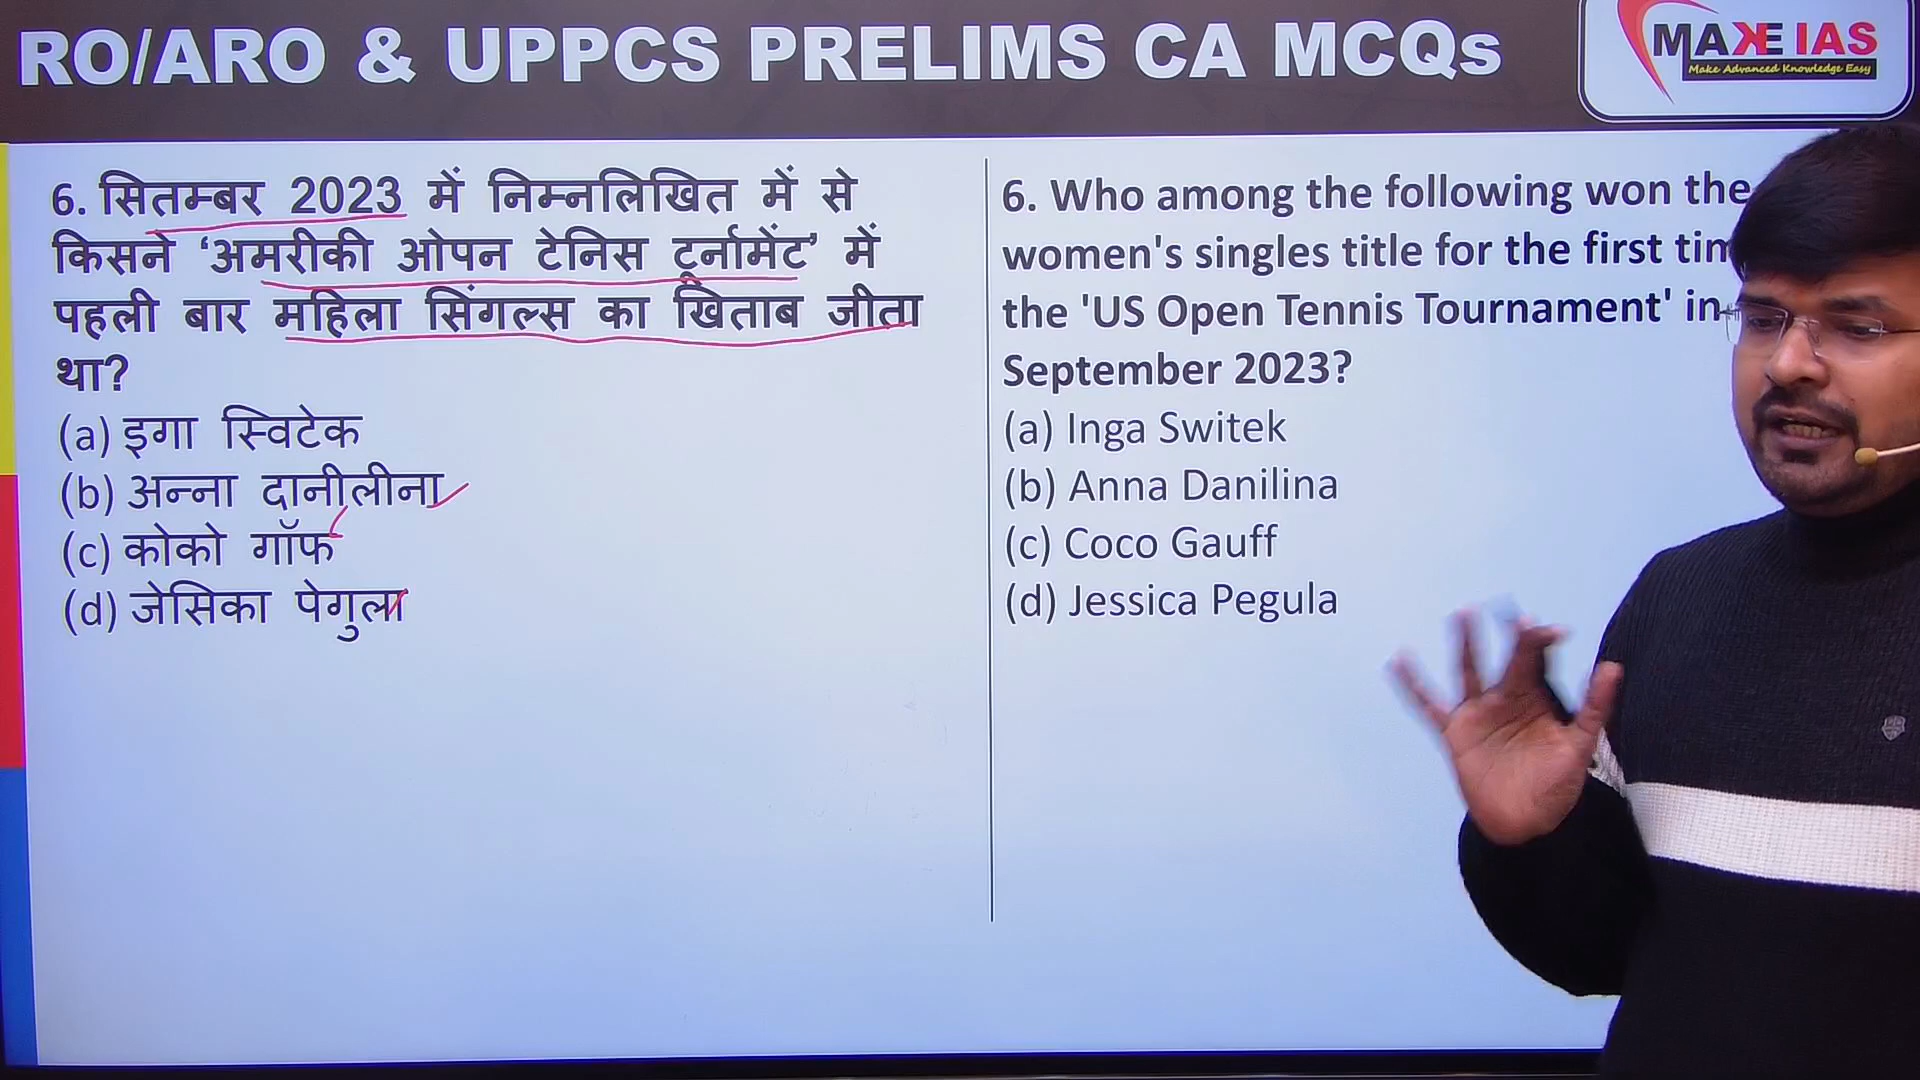 RO/ARO & UPPCS PRELIMS CA MCQs
MAKE IAS
Make Advanced Knowledge Easy
6. सितम्बर 2023 में निम्नलिखित में से
किसने ‘अमरीकी ओपन टेनिस टूर्नामेंट’ में
पहली बार महिला सिंगल्स का खिताब जीता
था?
(a) इगा स्विटेक
(b) अन्ना दानीलीना
(c) कोको गॉफ
(d) जेसिका पेगुला
6. Who among the following won the
women's singles title for the first
the 'US Open Tennis Tournament' in
September 2023?
(a) Inga Switek
(b) Anna Danilina
(c) Coco Gauff
(d) Jessica Pegula